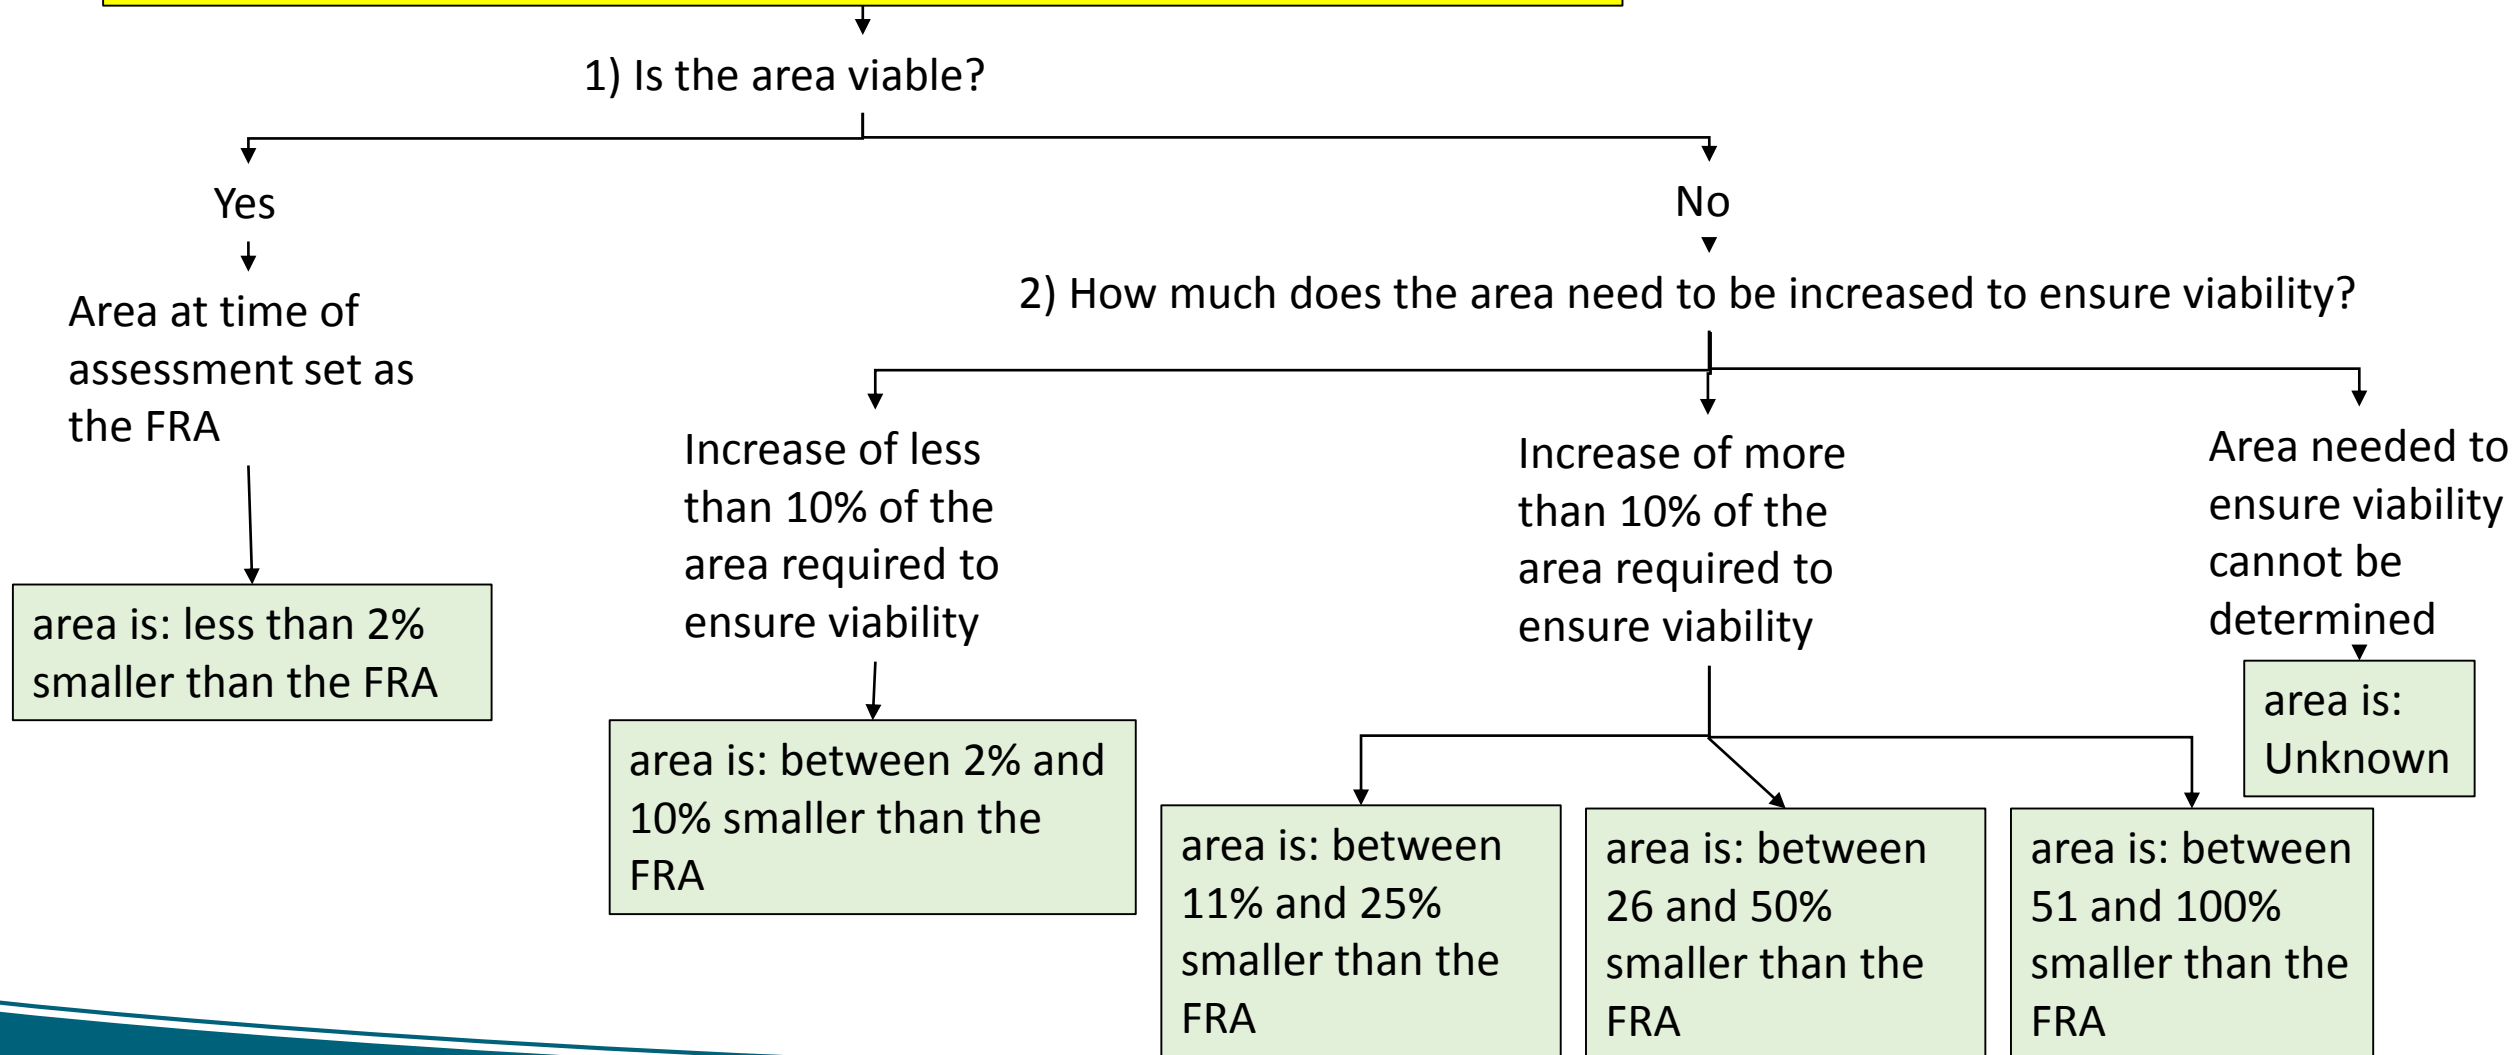 1) Is the area viable?
Yes
No
Area at time of
assessment set as
the FRA
2) How much does the area need to be increased to ensure viability?
Increase of less
than 10% of the
area required to
ensure viability
Increase of more
than 10% of the
area required to
ensure viability
Area needed to
ensure viability
cannot be
determined
area is: less than 2%
smaller than the FRA
area is: between 2% and
10% smaller than the
FRA
area is: between
11% and 25%
smaller than the
FRA
area is: between
26 and 50%
smaller than the
FRA
area is: between
51 and 100%
smaller than the
FRA
area is:
Unknown